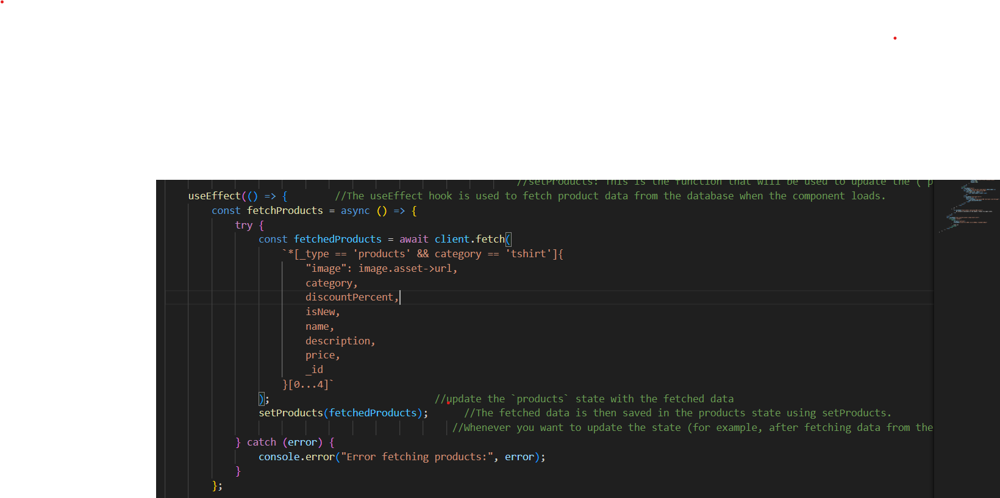 //setProducts: This is the function that will be used to update the ( p
useEffect(() => { //The useEffect hook is used to fetch product data from the database when the component loads.
const fetchProducts = async () => {
try {
const fetchedProducts = await client.fetch(
`*[_type == 'products' && category == 'tshirt']{
"image": image.asset->url,
category,
discountPercent,
isNew,
name,
description,
price,
_id
}[0...4]`
); //update the `products` state with the fetched data
setProducts(fetchedProducts); //The fetched data is then saved in the products state using setProducts.
//Whenever you want to update the state (for example, after fetching data from the
} catch (error) {
console.error("Error fetching products:", error);
}
};